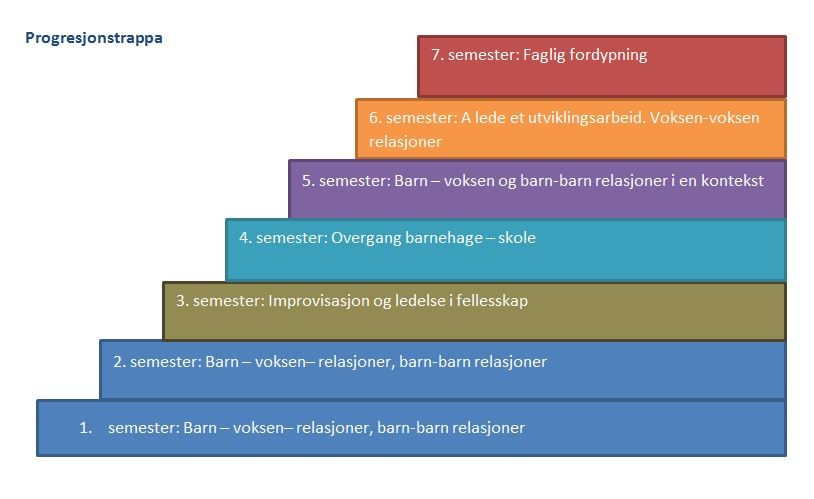 Progresjonstrappa
7. semester: Faglig fordypning
6. semester: A lede et utviklingsarbeid. Voksen-voksen
relasjoner
5. semester: Barn – voksen og barn-barn relasjoner i en kontekst
4. semester: Overgang barnehage – skole
3. semester: Improvisasjon og ledelse i fellesskap
2. semester: Barn – voksen– relasjoner, barn-barn relasjoner
1. semester: Barn – voksen– relasjoner, barn-barn relasjoner